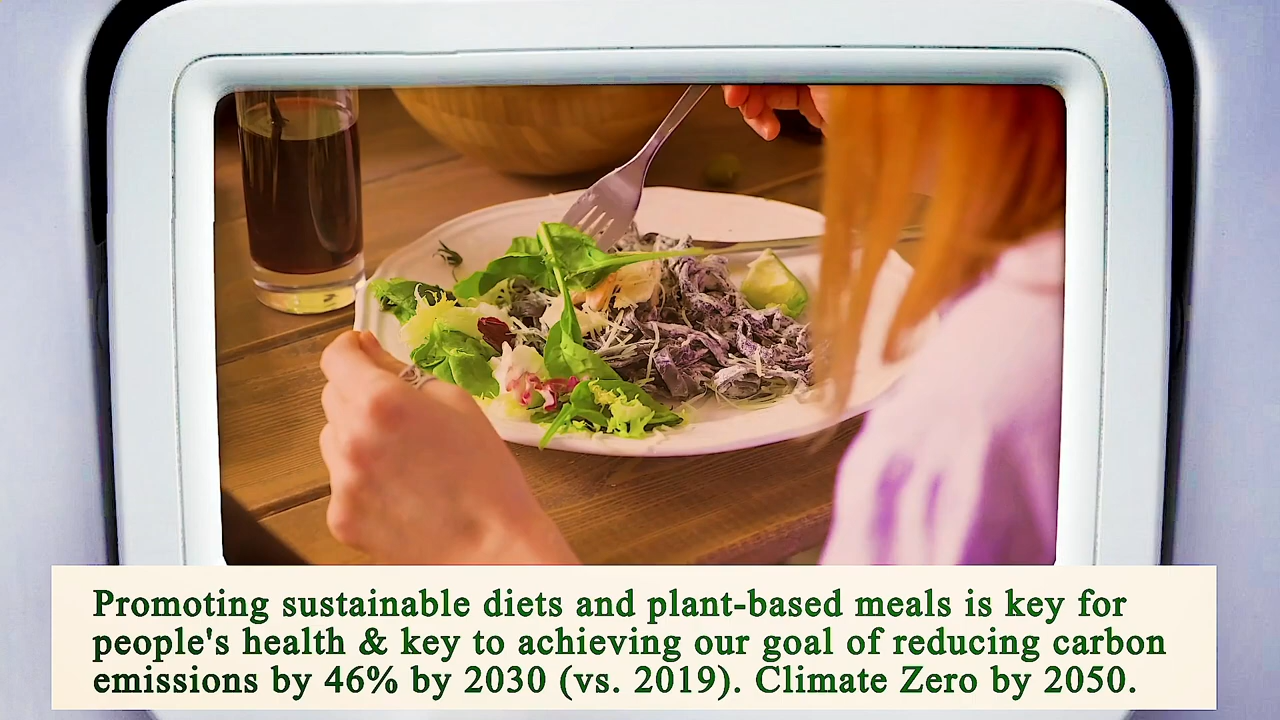 Promoting sustainable diets and plant-based meals is key for
people's health & key to achieving our goal of reducing carbon
emissions by 46% by 2030 (vs. 2019). Climate Zero by 2050.